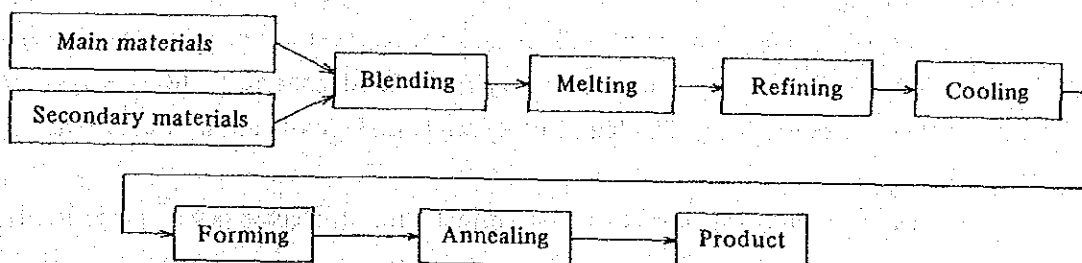 Main materials
Secondary materials
Blending
Melting
Refining
Cooling
Forming
Annealing
Product